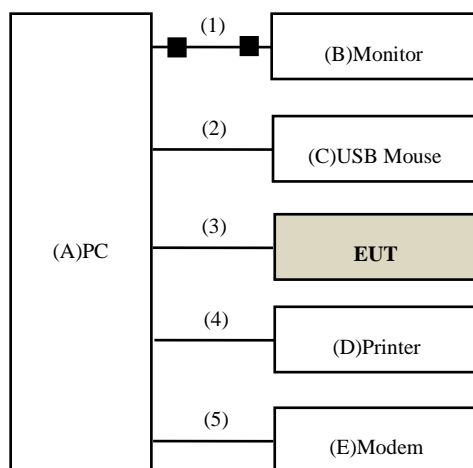 (1)
(B)Monitor
(2)
(C)USB Mouse
(3)
(A)PC
EUT
(4)
(D)Printer
(5)
(E)Modem